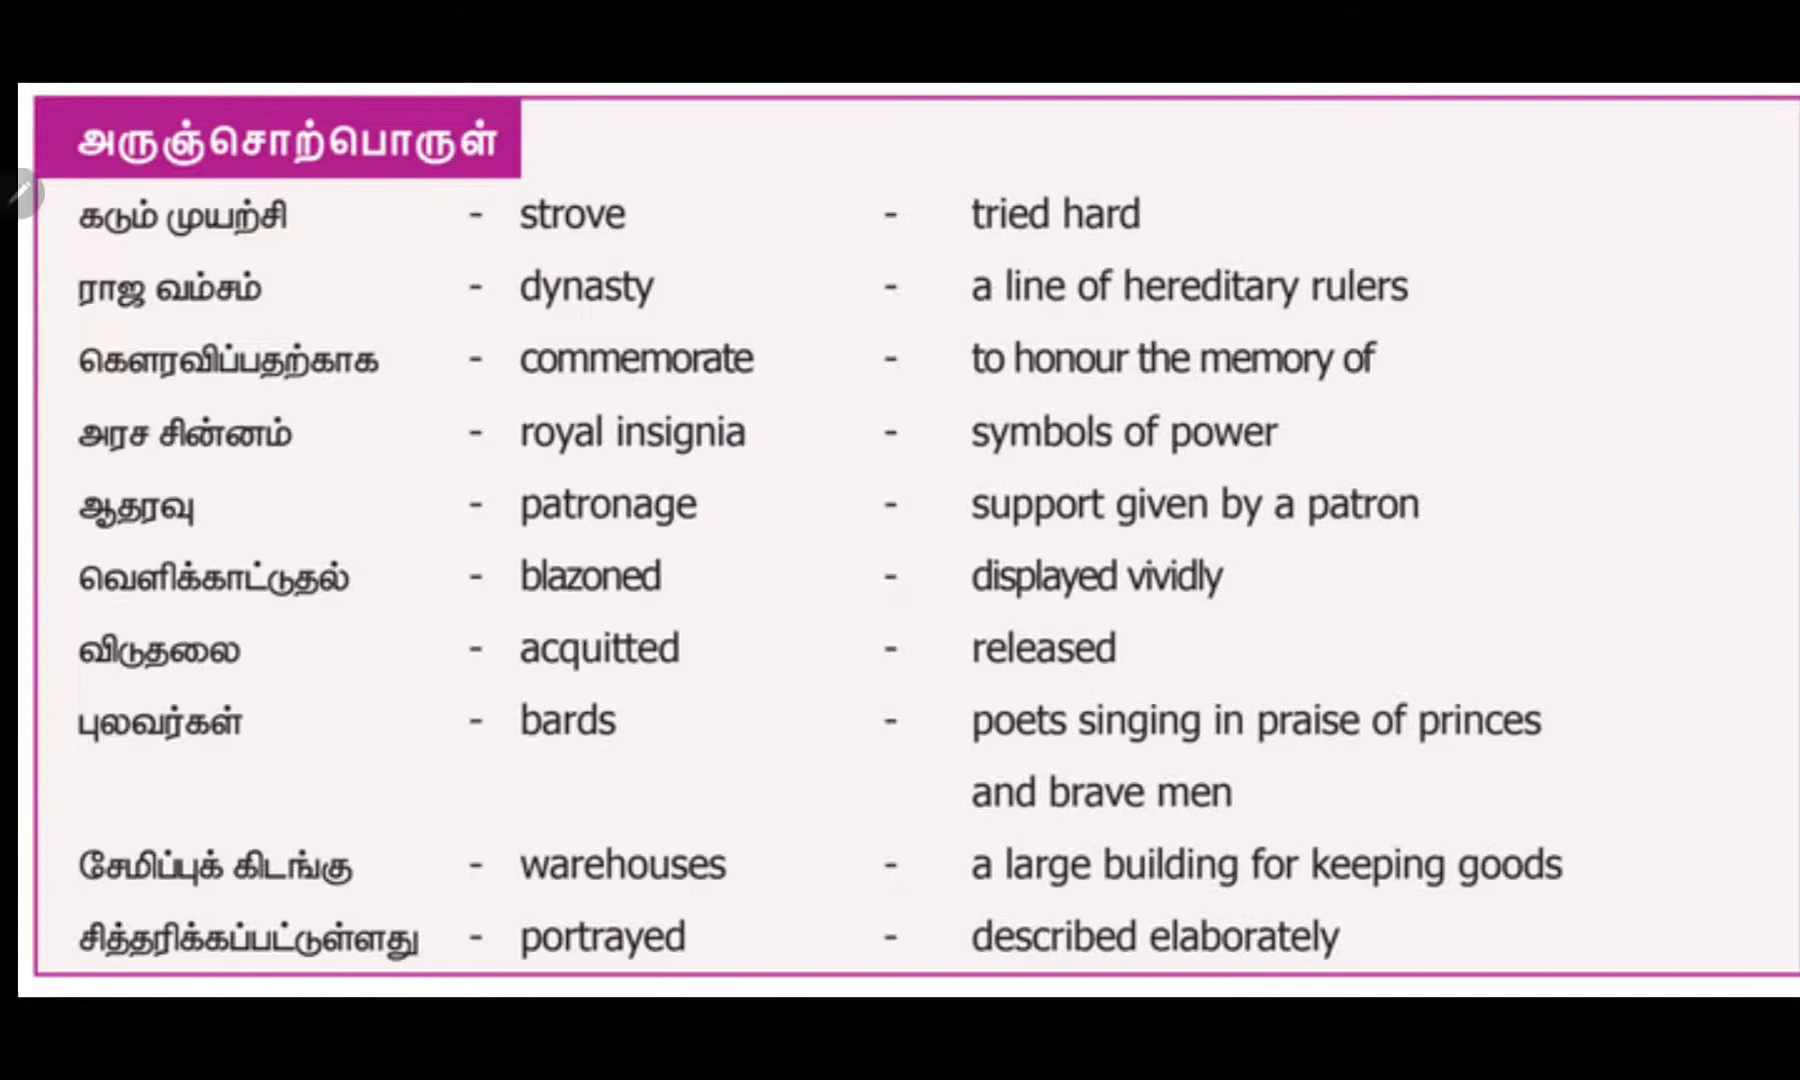 அருஞ்சொற்பொருள்
கடும் முயற்சி - strove - tried hard
ராஜ வம்சம் - dynasty - a line of hereditary rulers
கௌரவிப்பதற்காக - commemorate - to honour the memory of
அரச சின்னம் - royal insignia - symbols of power
ஆதரவு - patronage - support given by a patron
வெளிக்காட்டுதல் - blazoned - displayed vividly
விடுதலை - acquitted - released
புலவர்கள் - bards - poets singing in praise of princes
and brave men
சேமிப்புக் கிடங்கு - warehouses - a large building for keeping goods
சித்தரிக்கப்பட்டுள்ளது - portrayed - described elaborately